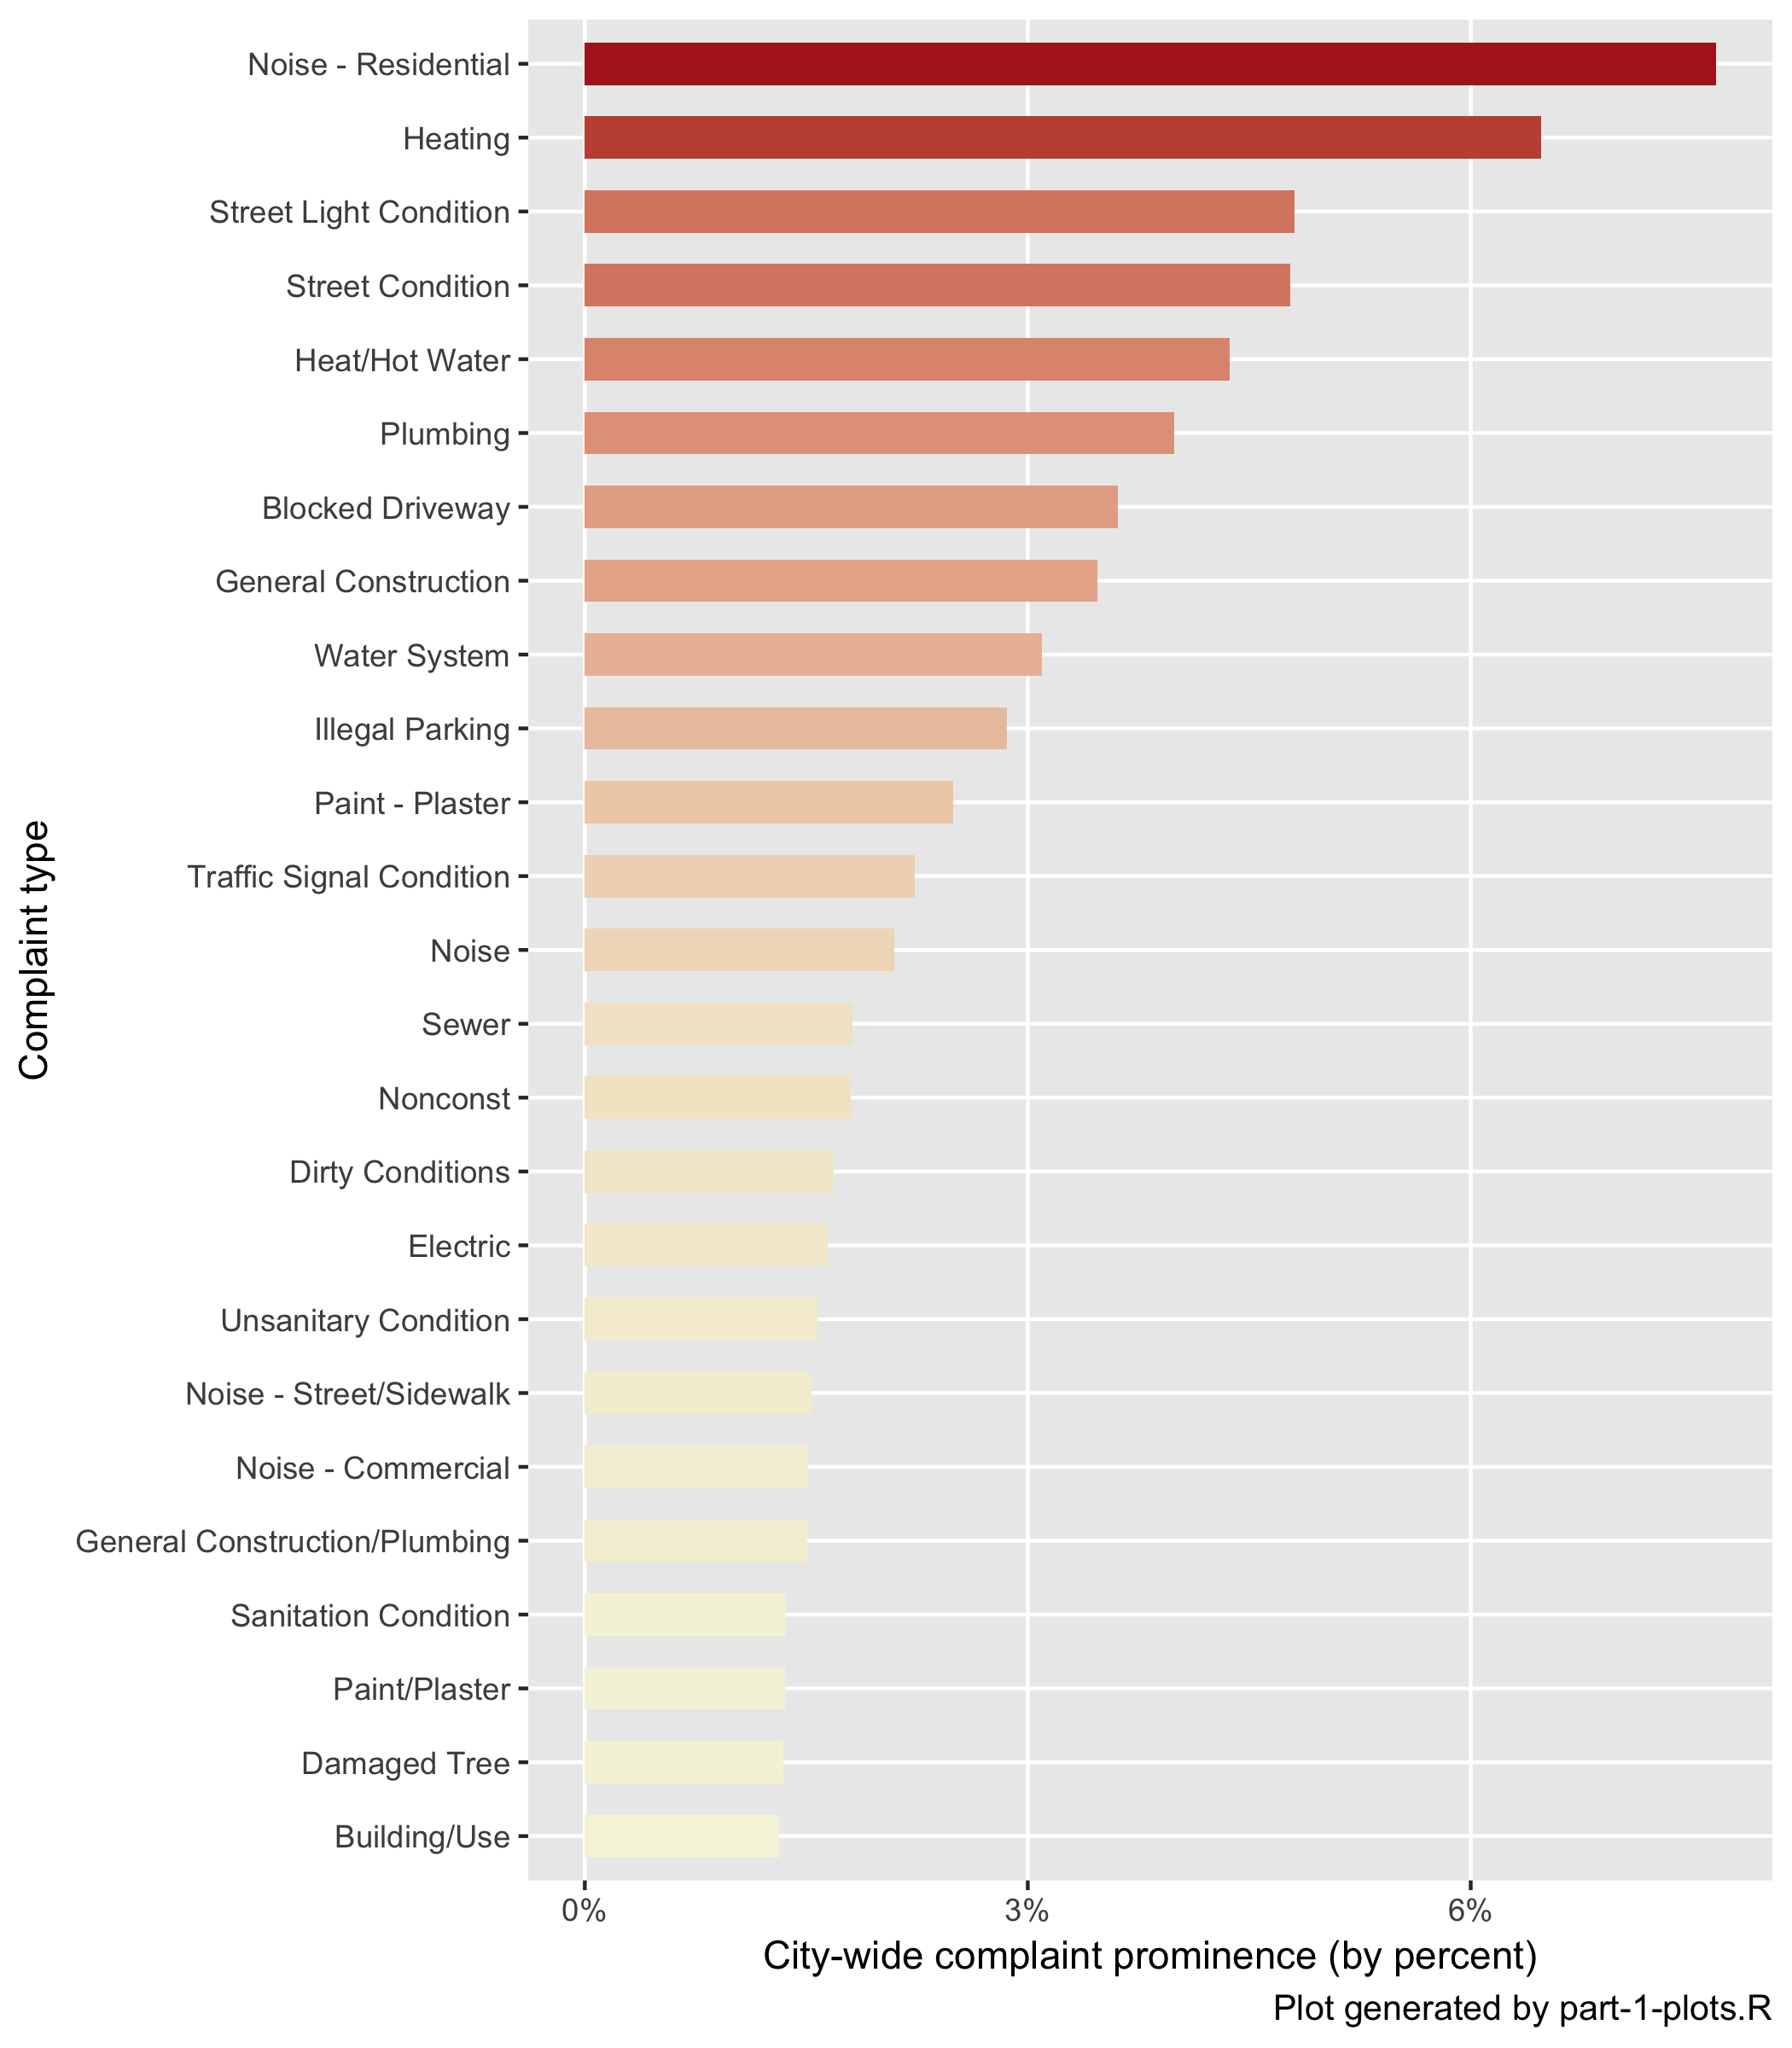 Noise - Residential
Heating
Street Light Condition
Street Condition
Heat/Hot Water
Plumbing
Blocked Driveway
General Construction
Water System
Illegal Parking
Paint - Plaster
Traffic Signal Condition
Noise
Sewer
Nonconst
Dirty Conditions
Electric
Unsanitary Condition
Noise - Street/Sidewalk
Noise - Commercial
General Construction/Plumbing
Sanitation Condition
Paint/Plaster
Damaged Tree
Building/Use
Complaint type
0% 3% 6%
City-wide complaint prominence (by percent)
Plot generated by part-1-plots.R